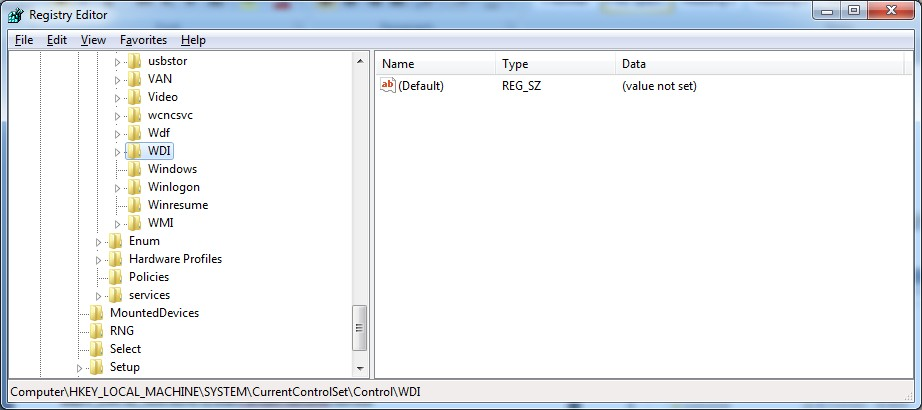 Registry Editor
File Edit View Favorites Help
usbstor
VAN
Video
wcncsvc
Wdf
WDI
Windows
Winlogon
Winresume
WMI
Enum
Hardware Profiles
Policies
services
MountedDevices
RNG
Select
Setup
Name Type Data
ab (Default) REG_SZ (value not set)
Computer\HKEY_LOCAL_MACHINE\SYSTEM\CurrentControlSet\Control\WDI